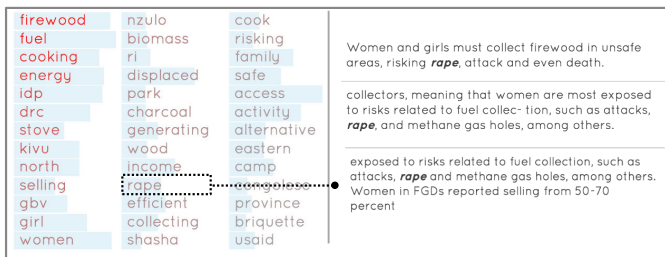 firewood
fuel
cooking
energy
idp
drc
stove
kivu
north
selling
gbv
girl
women
nzulo
biomass
ri
displaced
park
charcoal
generating
wood
income
rape
efficient
collecting
shasha
cook
risking
family
safe
access
activity
alternative
eastern
camp
congolese
province
briquette
usaid
Women and girls must collect firewood in unsafe
areas, risking rape, attack and even death.
collectors, meaning that women are most exposed
to risks related to fuel collec- tion, such as attacks,
rape, and methane gas holes, among others.
exposed to risks related to fuel collection, such as
attacks, rape and methane gas holes, among others.
Women in FGDs reported selling from 50-70
percent